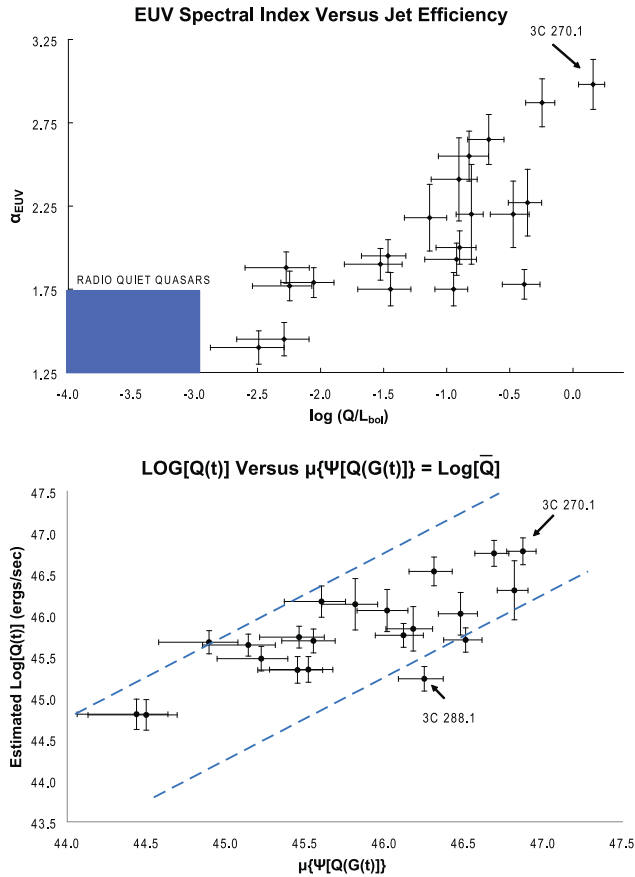 EUV Spectral Index Versus Jet Efficiency
3.25
2.75
2.25
1.75
1.25
α_EUV
3C 270.1
RADIO QUIET QUASARS
-4.0 -3.5 -3.0 -2.5 -2.0 -1.5 -1.0 -0.5 0.0
log (Q/L_bol)
LOG[Q(t)] Versus μ{Ψ[Q(G(t)]} = Log[Q̅]
47.5
47.0
46.5
46.0
45.5
45.0
44.5
44.0
43.5
Estimated Log[Q(t)] (ergs/sec)
3C 270.1
3C 288.1
44.0 44.5 45.0 45.5 46.0 46.5 47.0 47.5
μ{Ψ[Q(G(t)]}